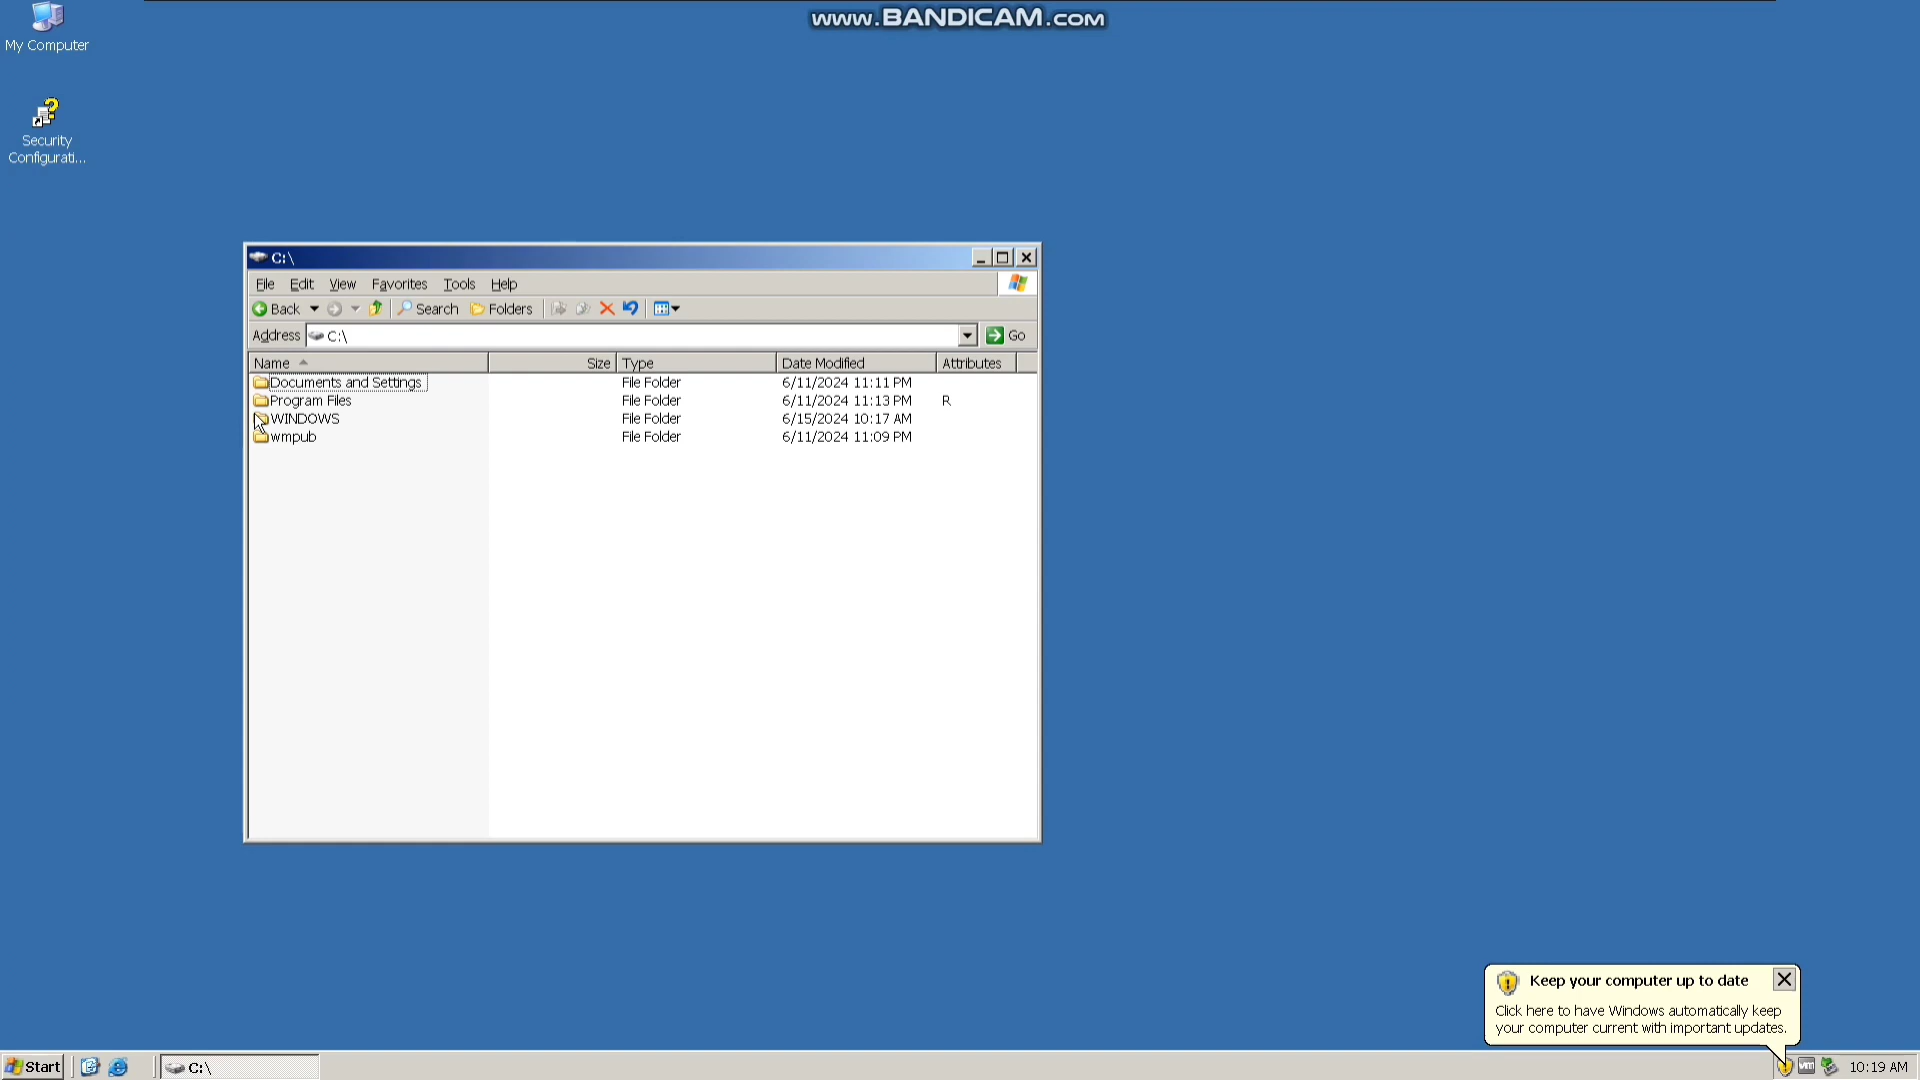 www.BANDICAM.com
My Computer
Security
Configurati...
C:\
File Edit View Favorites Tools Help
Back Search Folders
Address C:\ Go
Name Size Type Date Modified Attributes
Documents and Settings File Folder 6/11/2024 11:11 PM
Program Files File Folder 6/11/2024 11:13 PM R
WINDOWS File Folder 6/15/2024 10:17 AM
wmpub File Folder 6/11/2024 11:09 PM
Keep your computer up to date
Click here to have Windows automatically keep
your computer current with important updates.
Start C:\ vm 10:19 AM